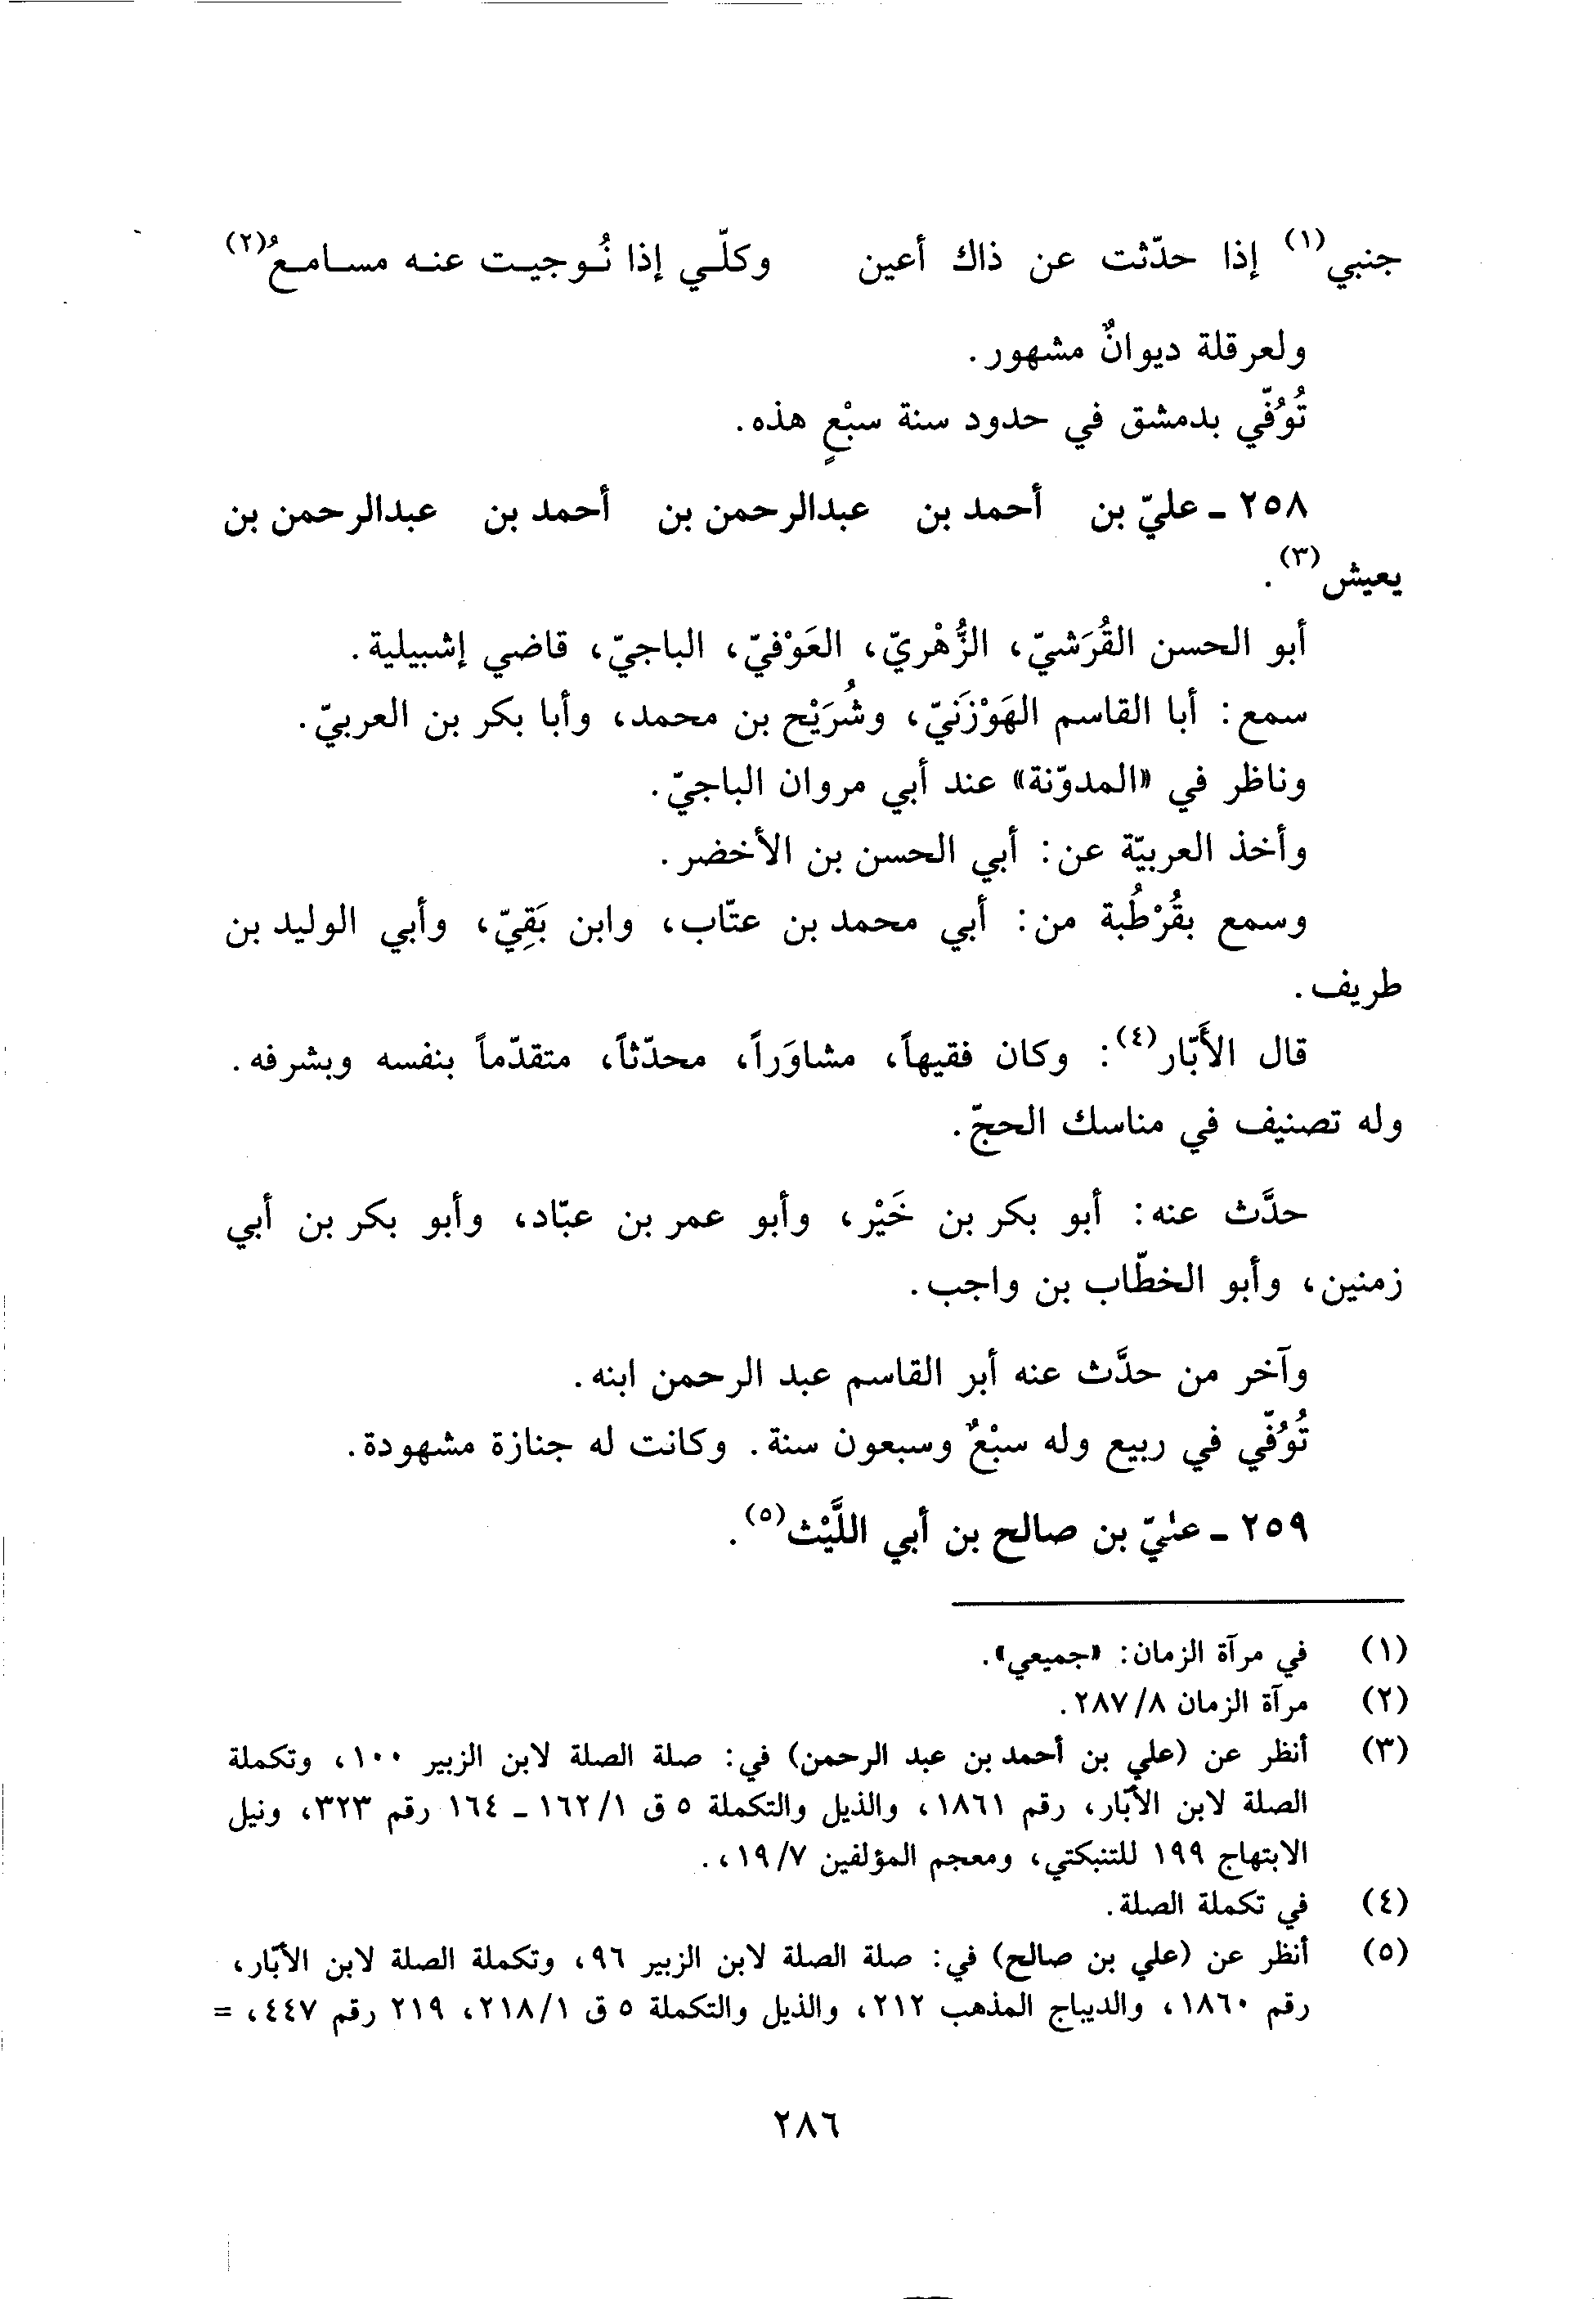 جنبي(١) إذا حدّثت عن ذاك أعين وكلّي إذا نُوجيت عنه مسامعُ(٢)
ولعرقلة ديوانٌ مشهور.
تُوُفّي بدمشق في حدود سنة سبْعٍ هذه.
٢٥٨ ـ عليّ بن أحمد بن عبدالرحمن بن أحمد بن عبدالرحمن بن
يعيش(٣).
أبو الحسن القُرَشيّ، الزُّهْريّ، العَوْفيّ، الباجيّ، قاضي إشبيلية.
سمع: أبا القاسم الهَوْزَنيّ، وشُرَيْح بن محمد، وأبا بكر بن العربيّ.
وناظر في «المدوّنة» عند أبي مروان الباجيّ.
وأخذ العربيّة عن: أبي الحسن بن الأخضر.
وسمع بقُرْطُبة من: أبي محمد بن عتّاب، وابن بَقِيّ، وأبي الوليد بن
طريف.
قال الأبّار(٤): وكان فقيهاً، مشاوَراً، محدّثاً، متقدّماً بنفسه وبشرفه.
وله تصنيف في مناسك الحجّ.
حدَّث عنه: أبو بكر بن خَيْر، وأبو عمر بن عبّاد، وأبو بكر بن أبي
زمنين، وأبو الخطّاب بن واجب.
وآخر من حدَّث عنه أبر القاسم عبد الرحمن ابنه.
تُوُفّي في ربيع وله سبْعٌ وسبعون سنة. وكانت له جنازة مشهودة.
٢٥٩ ـ عليّ بن صالح بن أبي اللَّيْث(٥).
(١) في مرآة الزمان: «جميعي».
(٢) مرآة الزمان ٢٨٧/٨.
(٣) أنظر عن (علي بن أحمد بن عبد الرحمن) في: صلة الصلة لابن الزبير ١٠٠، وتكملة
الصلة لابن الأبّار، رقم ١٨٦١، والذيل والتكملة ٥ ق ١٦٢/١ ـ ١٦٤ رقم ٣٢٣، ونيل
الابتهاج ١٩٩ للتنبكتي، ومعجم المؤلفين ١٩/٧،.
(٤) في تكملة الصلة.
(٥) أنظر عن (علي بن صالح) في: صلة الصلة لابن الزبير ٩٦، وتكملة الصلة لابن الأبّار،
رقم ١٨٦٠، والديباج المذهب ٢١٢، والذيل والتكملة ٥ ق ٢١٨/١، ٢١٩ رقم ٤٤٧، =
٢٨٦